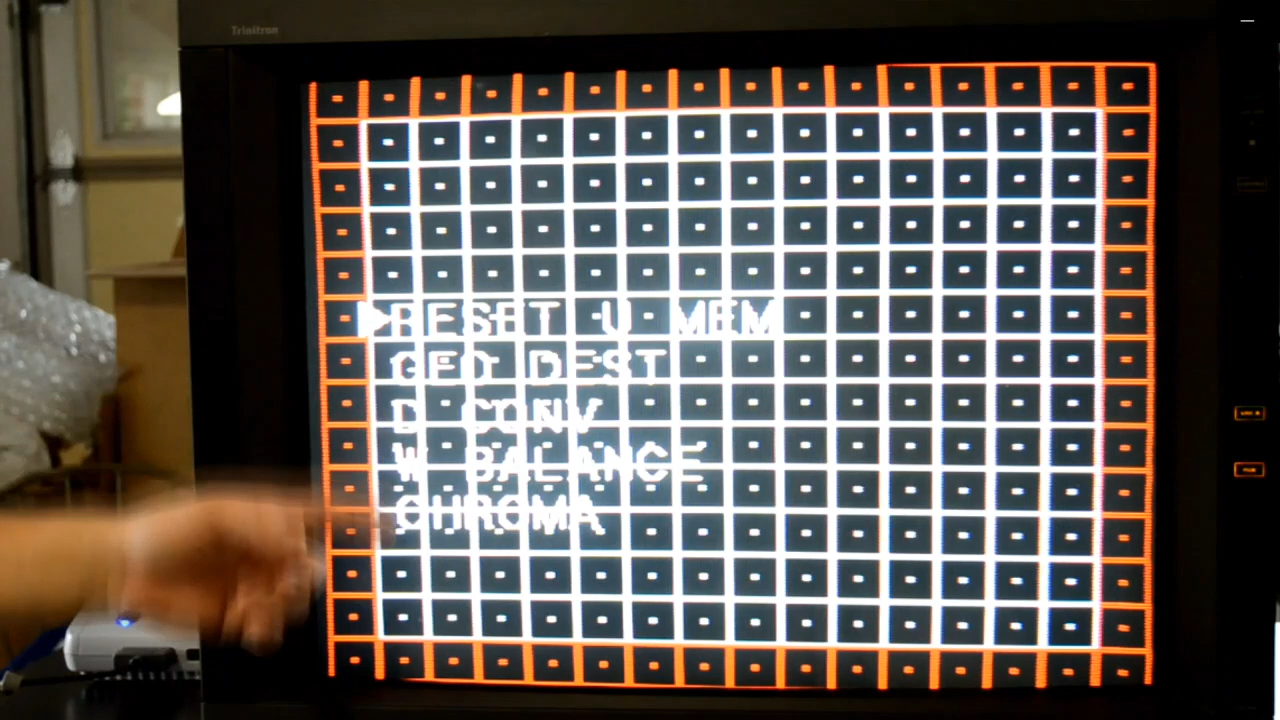 Trinitron
RESET U MEM
GEO DEST
D CONV
W BALANCE
CHROMA